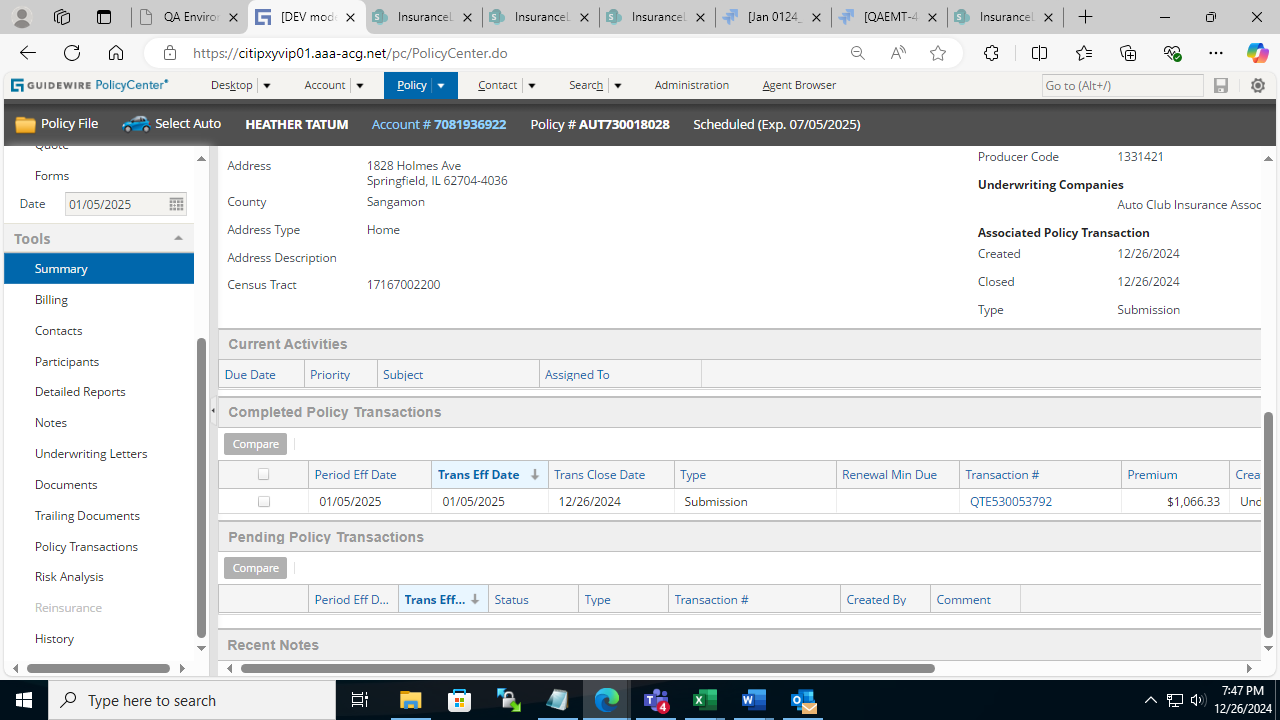 QA Environ
[DEV mode
InsuranceL
InsuranceL
InsuranceL
[Jan 0124_
[QAEMT-4
InsuranceL
https://citipxyvip01.aaa-acg.net/pc/PolicyCenter.do
GUIDEWIRE PolicyCenter
Desktop
Account
Policy
Contact
Search
Administration
Agent Browser
Go to (Alt+/)
Policy File
Select Auto
HEATHER TATUM
Account # 7081936922
Policy # AUT730018028
Scheduled (Exp. 07/05/2025)
Quote
Forms
Date 01/05/2025
Tools
Summary
Billing
Contacts
Participants
Detailed Reports
Notes
Underwriting Letters
Documents
Trailing Documents
Policy Transactions
Risk Analysis
Reinsurance
History
Address 1828 Holmes Ave
Springfield, IL 62704-4036
County Sangamon
Address Type Home
Address Description
Census Tract 17167002200
Producer Code 1331421
Underwriting Companies
Auto Club Insurance Assoc
Associated Policy Transaction
Created 12/26/2024
Closed 12/26/2024
Type Submission
Current Activities
Due Date Priority Subject Assigned To
Completed Policy Transactions
Compare
Period Eff Date Trans Eff Date Trans Close Date Type Renewal Min Due Transaction # Premium Crea
01/05/2025 01/05/2025 12/26/2024 Submission QTE530053792 $1,066.33 Und
Pending Policy Transactions
Compare
Period Eff D... Trans Eff... Status Type Transaction # Created By Comment
Recent Notes
Type here to search
4
7:47 PM
12/26/2024